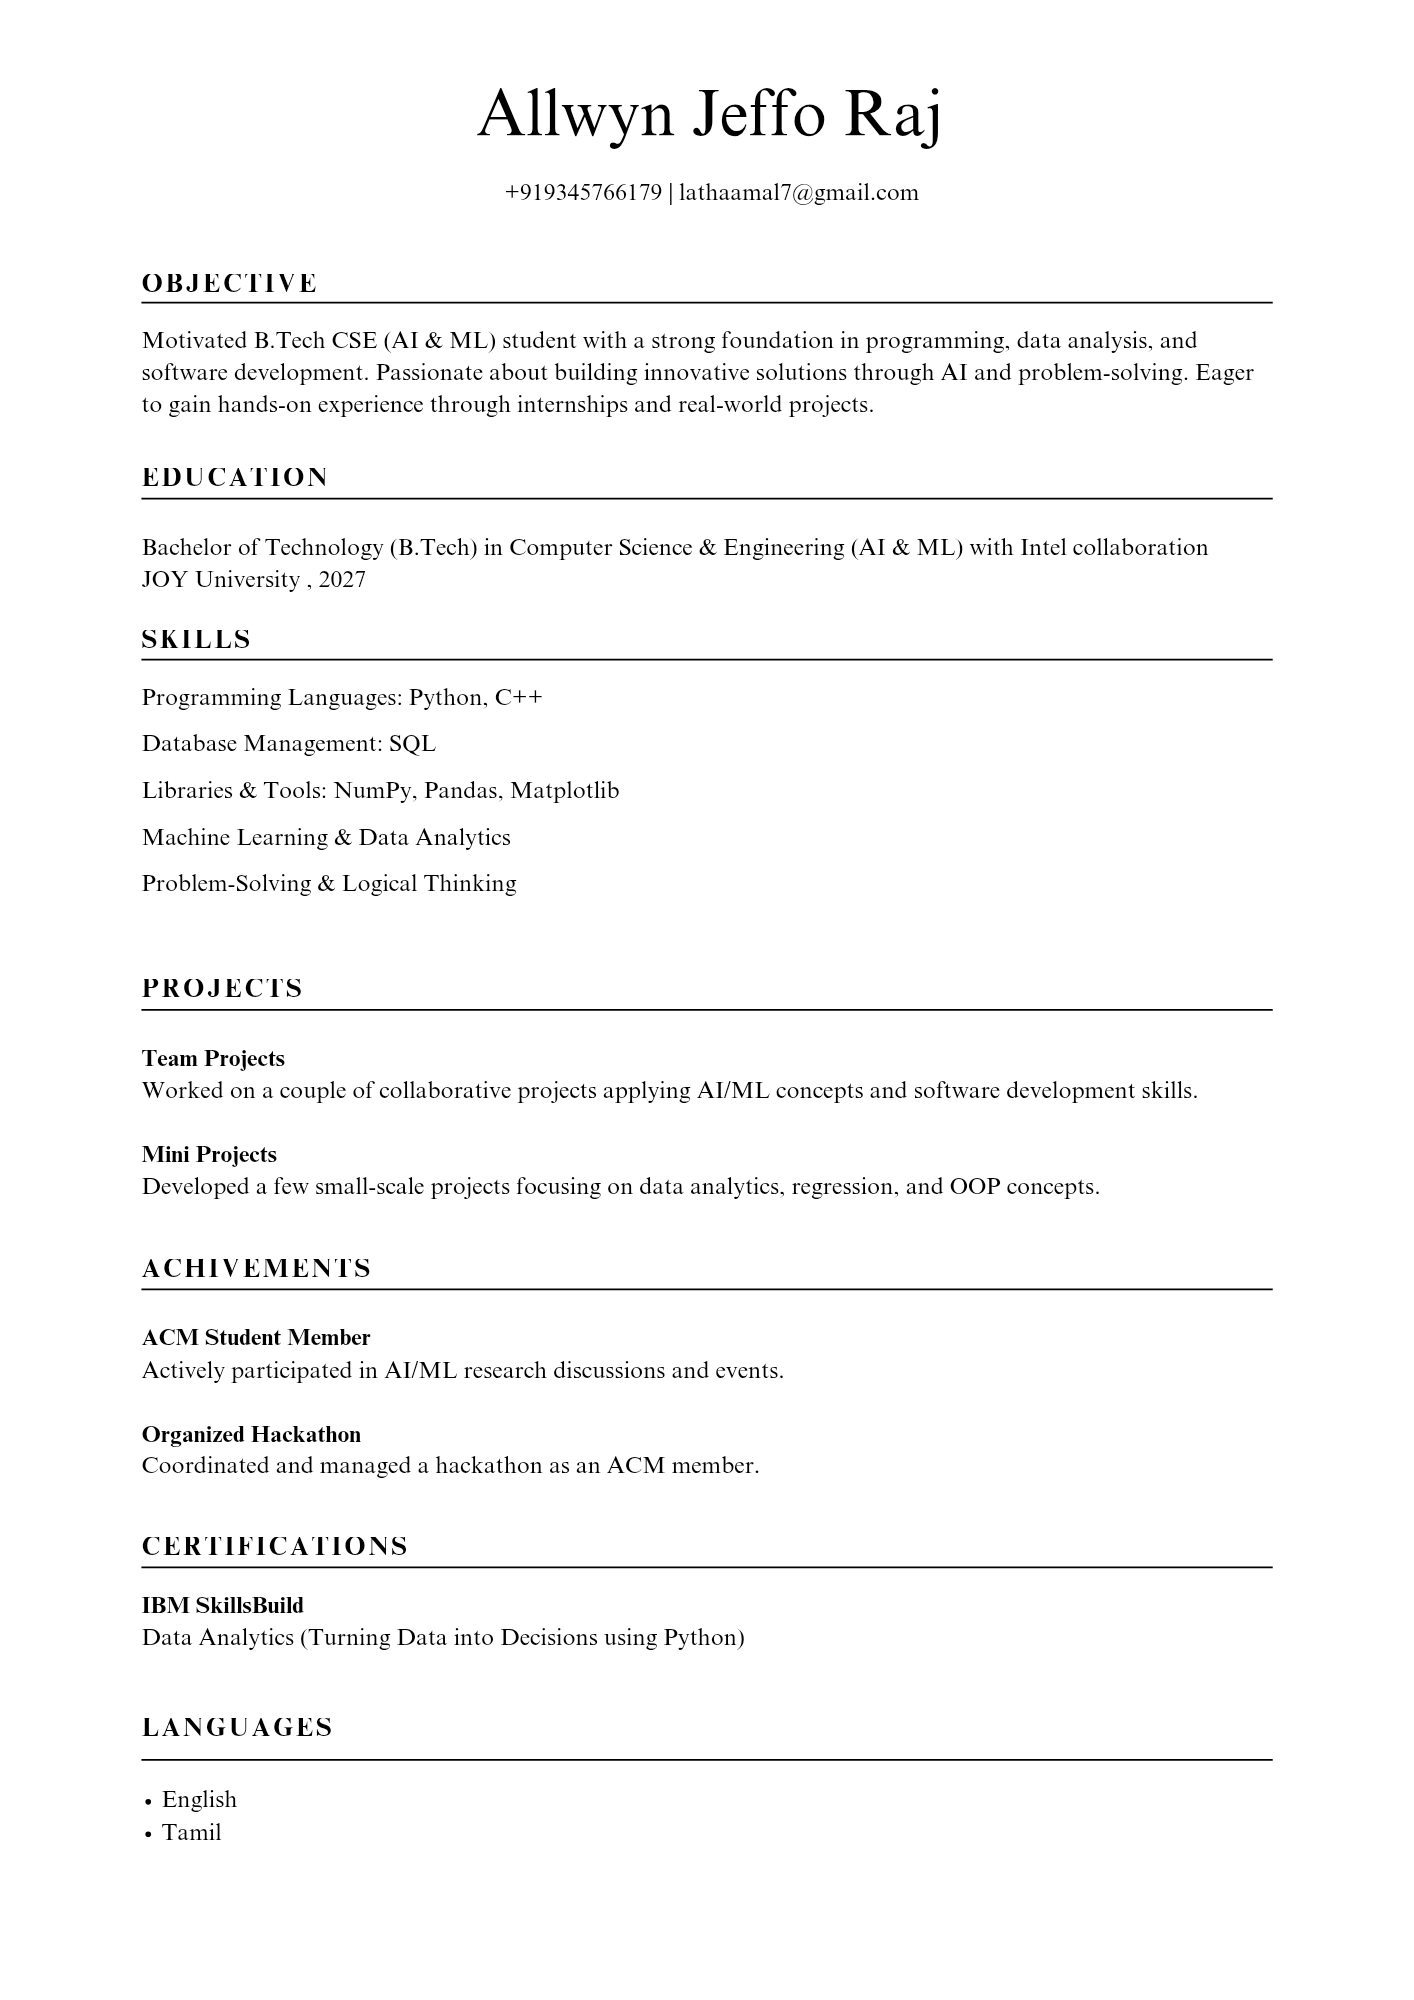 Allwyn Jeffo Raj
+919345766179 | lathaamal7@gmail.com
OBJECTIVE
Motivated B.Tech CSE (AI & ML) student with a strong foundation in programming, data analysis, and
software development. Passionate about building innovative solutions through AI and problem-solving. Eager
to gain hands-on experience through internships and real-world projects.
EDUCATION
Bachelor of Technology (B.Tech) in Computer Science & Engineering (AI & ML) with Intel collaboration
JOY University , 2027
SKILLS
Programming Languages: Python, C++
Database Management: SQL
Libraries & Tools: NumPy, Pandas, Matplotlib
Machine Learning & Data Analytics
Problem-Solving & Logical Thinking
PROJECTS
Team Projects
Worked on a couple of collaborative projects applying AI/ML concepts and software development skills.
Mini Projects
Developed a few small-scale projects focusing on data analytics, regression, and OOP concepts.
ACHIVEMENTS
ACM Student Member
Actively participated in AI/ML research discussions and events.
Organized Hackathon
Coordinated and managed a hackathon as an ACM member.
CERTIFICATIONS
IBM SkillsBuild
Data Analytics (Turning Data into Decisions using Python)
LANGUAGES
• English
• Tamil